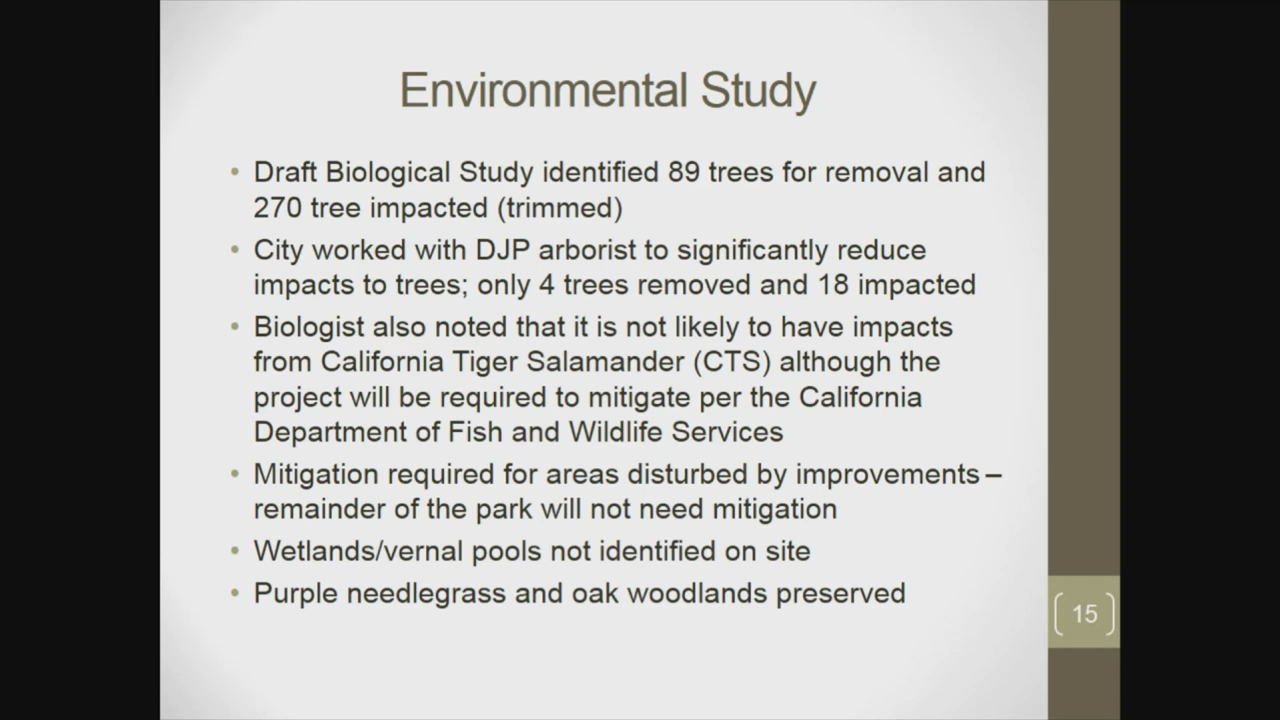 Environmental Study
• Draft Biological Study identified 89 trees for removal and
270 tree impacted (trimmed)
• City worked with DJP arborist to significantly reduce
impacts to trees; only 4 trees removed and 18 impacted
• Biologist also noted that it is not likely to have impacts
from California Tiger Salamander (CTS) although the
project will be required to mitigate per the California
Department of Fish and Wildlife Services
• Mitigation required for areas disturbed by improvements –
remainder of the park will not need mitigation
• Wetlands/vernal pools not identified on site
• Purple needlegrass and oak woodlands preserved
15